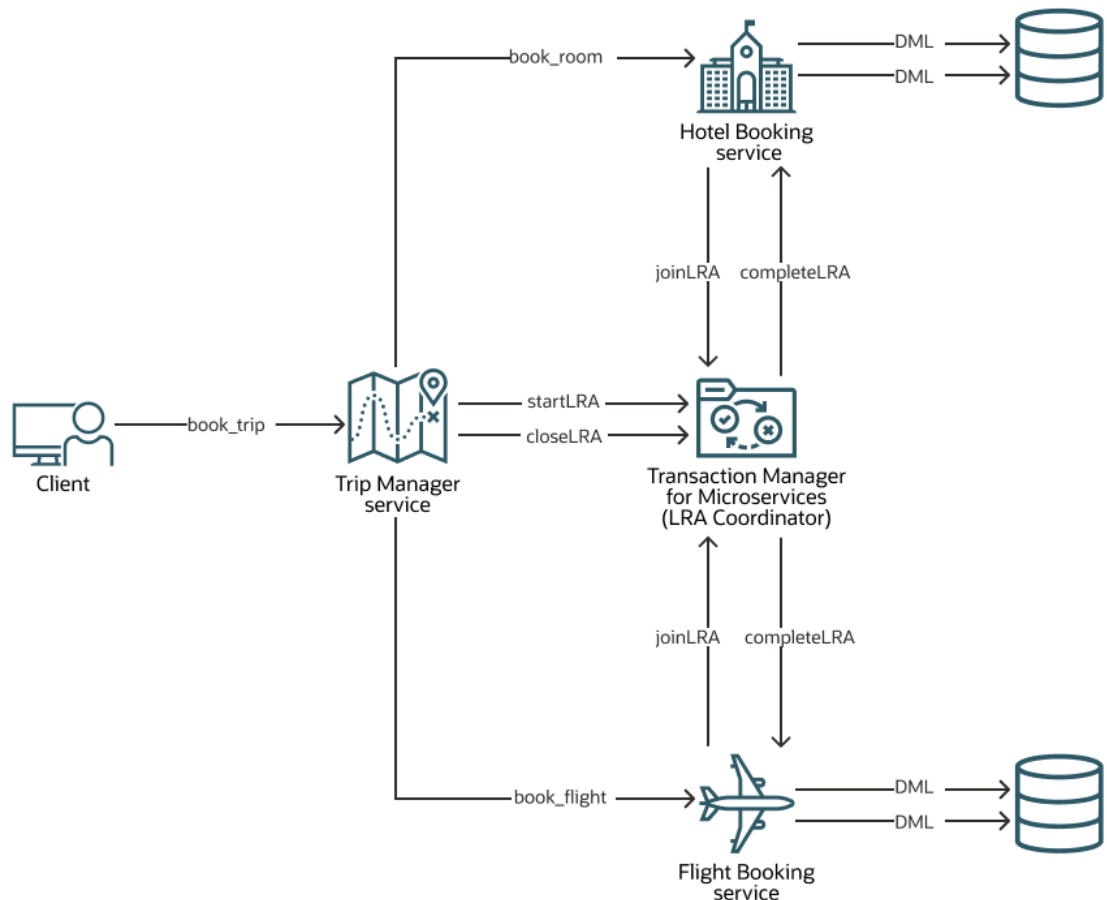 book_room
DML
DML
Hotel Booking
service
joinLRA
completeLRA
book_trip
startLRA
closeLRA
Client
Trip Manager
service
Transaction Manager
for Microservices
(LRA Coordinator)
joinLRA
completeLRA
book_flight
DML
DML
Flight Booking
service